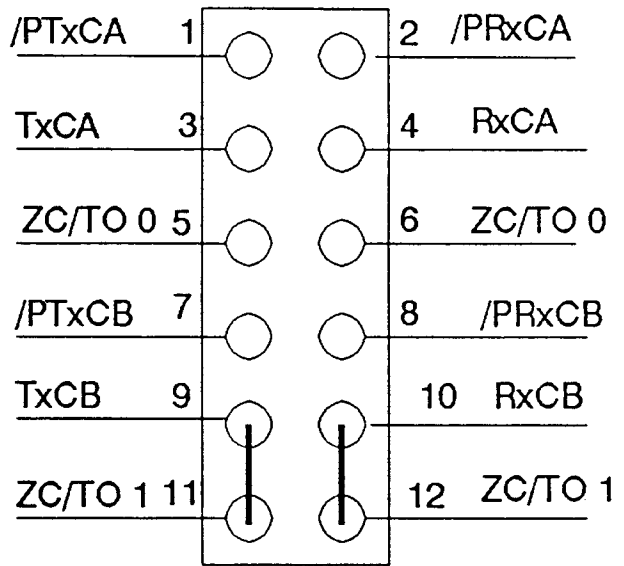 /PTxCA 1 2 /PRxCA
TxCA 3 4 RxCA
ZC/TO 0 5 6 ZC/TO 0
/PTxCB 7 8 /PRxCB
TxCB 9 10 RxCB
ZC/TO 1 11 12 ZC/TO 1